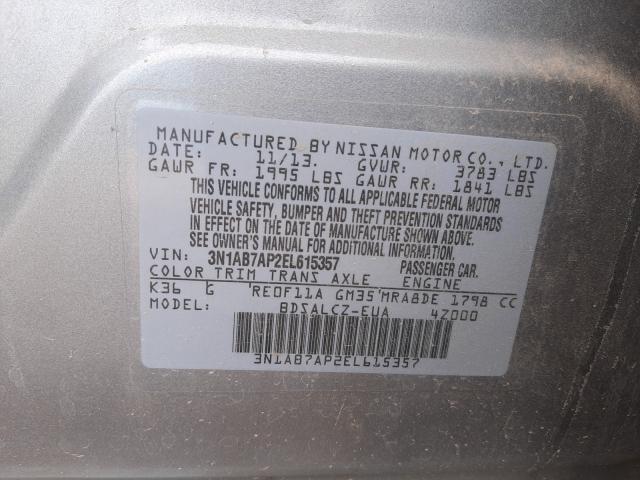 MANUFACTURED BY NISSAN MOTOR CO., LTD.
DATE: 11/13. GVWR: 3783 LBS
GAWR FR: 1995 LBS GAWR RR: 1841 LBS
THIS VEHICLE CONFORMS TO ALL APPLICABLE FEDERAL MOTOR
VEHICLE SAFETY, BUMPER AND THEFT PREVENTION STANDARDS
IN EFFECT ON THE DATE OF MANUFACTURE SHOWN ABOVE.
SEE OWNER'S MANUAL FOR ADDITIONAL INFORMATION.
VIN: 3N1AB7AP2EL615357 PASSENGER CAR.
COLOR TRIM TRANS AXLE ENGINE
K36 G 'RE0F11A GM35'MRA8DE 1798 CC
MODEL: BDSALCZ-EUA 4Z000
3N1AB7AP2EL615357